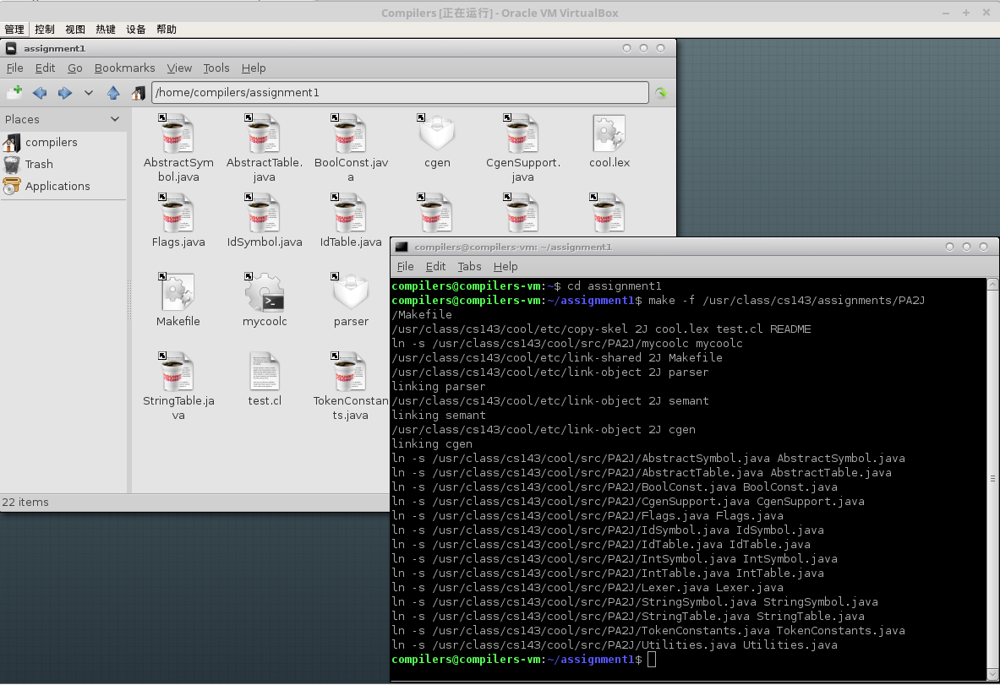 Compilers [正在运行] - Oracle VM VirtualBox
管理 控制 视图 热键 设备 帮助
assignment1
File Edit Go Bookmarks View Tools Help
/home/compilers/assignment1
Places
compilers
Trash
Applications
AbstractSym
bol.java
AbstractTable.
java
BoolConst.jav
a
cgen
CgenSupport.
java
cool.lex
Flags.java
IdSymbol.java
IdTable.java
Makefile
mycoolc
parser
StringTable.ja
va
test.cl
TokenConstan
ts.java
22 items
compilers@compilers-vm: ~/assignment1
File Edit Tabs Help
compilers@compilers-vm:~$ cd assignment1
compilers@compilers-vm:~/assignment1$ make -f /usr/class/cs143/assignments/PA2J
/Makefile
/usr/class/cs143/cool/etc/copy-skel 2J cool.lex test.cl README
ln -s /usr/class/cs143/cool/src/PA2J/mycoolc mycoolc
/usr/class/cs143/cool/etc/link-shared 2J Makefile
/usr/class/cs143/cool/etc/link-object 2J parser
linking parser
/usr/class/cs143/cool/etc/link-object 2J semant
linking semant
/usr/class/cs143/cool/etc/link-object 2J cgen
linking cgen
ln -s /usr/class/cs143/cool/src/PA2J/AbstractSymbol.java AbstractSymbol.java
ln -s /usr/class/cs143/cool/src/PA2J/AbstractTable.java AbstractTable.java
ln -s /usr/class/cs143/cool/src/PA2J/BoolConst.java BoolConst.java
ln -s /usr/class/cs143/cool/src/PA2J/CgenSupport.java CgenSupport.java
ln -s /usr/class/cs143/cool/src/PA2J/Flags.java Flags.java
ln -s /usr/class/cs143/cool/src/PA2J/IdSymbol.java IdSymbol.java
ln -s /usr/class/cs143/cool/src/PA2J/IdTable.java IdTable.java
ln -s /usr/class/cs143/cool/src/PA2J/IntSymbol.java IntSymbol.java
ln -s /usr/class/cs143/cool/src/PA2J/IntTable.java IntTable.java
ln -s /usr/class/cs143/cool/src/PA2J/Lexer.java Lexer.java
ln -s /usr/class/cs143/cool/src/PA2J/StringSymbol.java StringSymbol.java
ln -s /usr/class/cs143/cool/src/PA2J/StringTable.java StringTable.java
ln -s /usr/class/cs143/cool/src/PA2J/TokenConstants.java TokenConstants.java
ln -s /usr/class/cs143/cool/src/PA2J/Utilities.java Utilities.java
compilers@compilers-vm:~/assignment1$